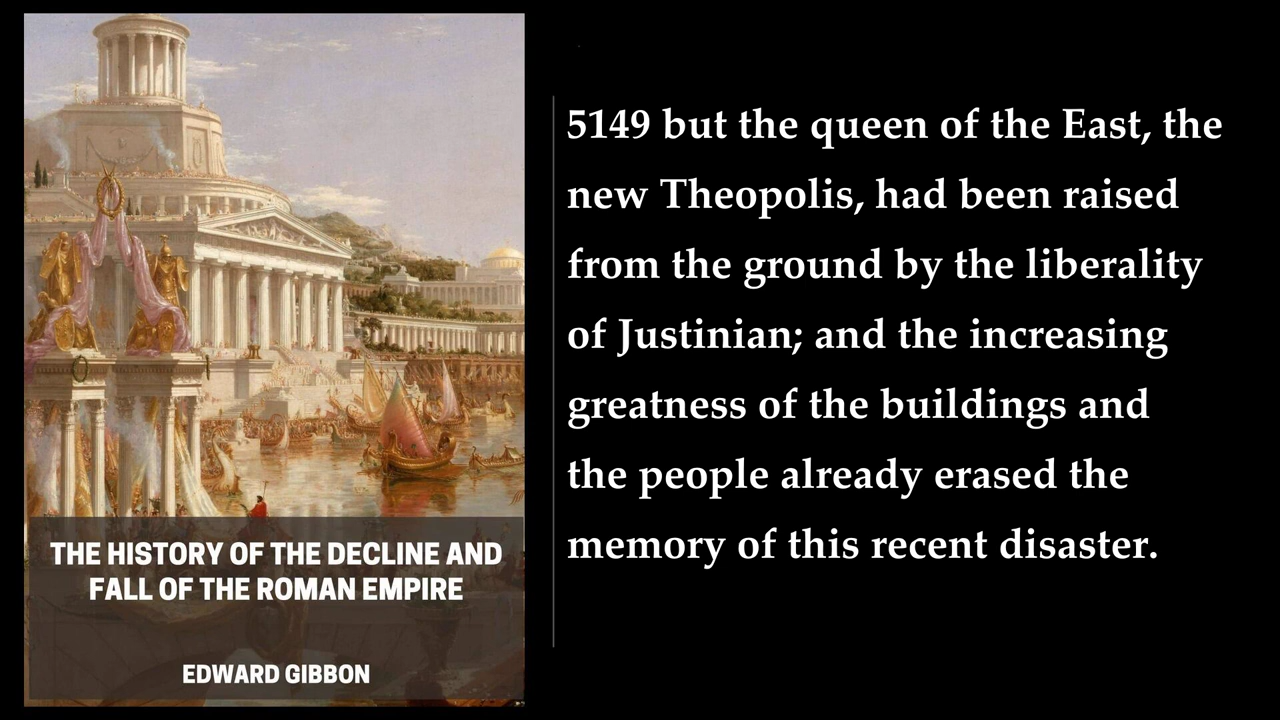 THE HISTORY OF THE DECLINE AND
FALL OF THE ROMAN EMPIRE
EDWARD GIBBON
5149 but the queen of the East, the
new Theopolis, had been raised
from the ground by the liberality
of Justinian; and the increasing
greatness of the buildings and
the people already erased the
memory of this recent disaster.